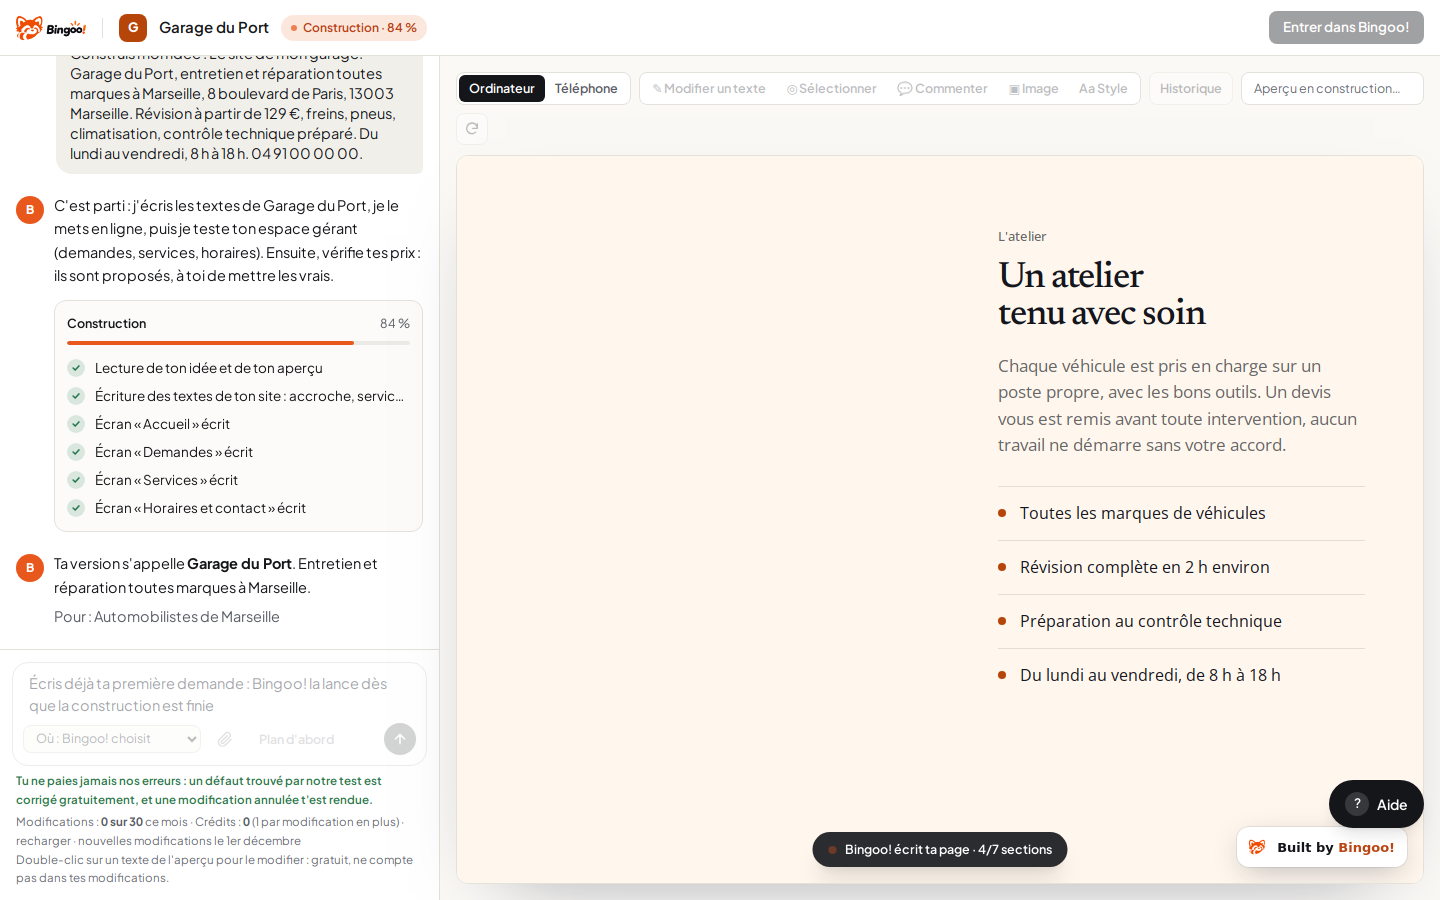 Bingoo!
G
Garage du Port
Construction · 84 %
Entrer dans Bingoo!
Garage du Port, entretien et réparation toutes
marques à Marseille, 8 boulevard de Paris, 13003
Marseille. Révision à partir de 129 €, freins, pneus,
climatisation, contrôle technique préparé. Du
lundi au vendredi, 8 h à 18 h. 04 91 00 00 00.
B
C'est parti : j'écris les textes de Garage du Port, je le
mets en ligne, puis je teste ton espace gérant
(demandes, services, horaires). Ensuite, vérifie tes prix :
ils sont proposés, à toi de mettre les vrais.
Construction
84 %
Lecture de ton idée et de ton aperçu
Écriture des textes de ton site : accroche, servic...
Écran « Accueil » écrit
Écran « Demandes » écrit
Écran « Services » écrit
Écran « Horaires et contact » écrit
B
Ta version s'appelle Garage du Port. Entretien et
réparation toutes marques à Marseille.
Pour : Automobilistes de Marseille
Écris déjà ta première demande : Bingoo! la lance dès
que la construction est finie
Où : Bingoo! choisit
Plan d'abord
Tu ne paies jamais nos erreurs : un défaut trouvé par notre test est
corrigé gratuitement, et une modification annulée t'est rendue.
Modifications : 0 sur 30 ce mois · Crédits : 0 (1 par modification en plus) ·
recharger · nouvelles modifications le 1er décembre
Double-clic sur un texte de l'aperçu pour le modifier : gratuit, ne compte
pas dans tes modifications.
Ordinateur
Téléphone
Modifier un texte
Sélectionner
Commenter
Image
Aa Style
Historique
Aperçu en construction...
L'atelier
Un atelier
tenu avec soin
Chaque véhicule est pris en charge sur un
poste propre, avec les bons outils. Un devis
vous est remis avant toute intervention, aucun
travail ne démarre sans votre accord.
Toutes les marques de véhicules
Révision complète en 2 h environ
Préparation au contrôle technique
Du lundi au vendredi, de 8 h à 18 h
? Aide
Bingoo! écrit ta page · 4/7 sections
Built by Bingoo!